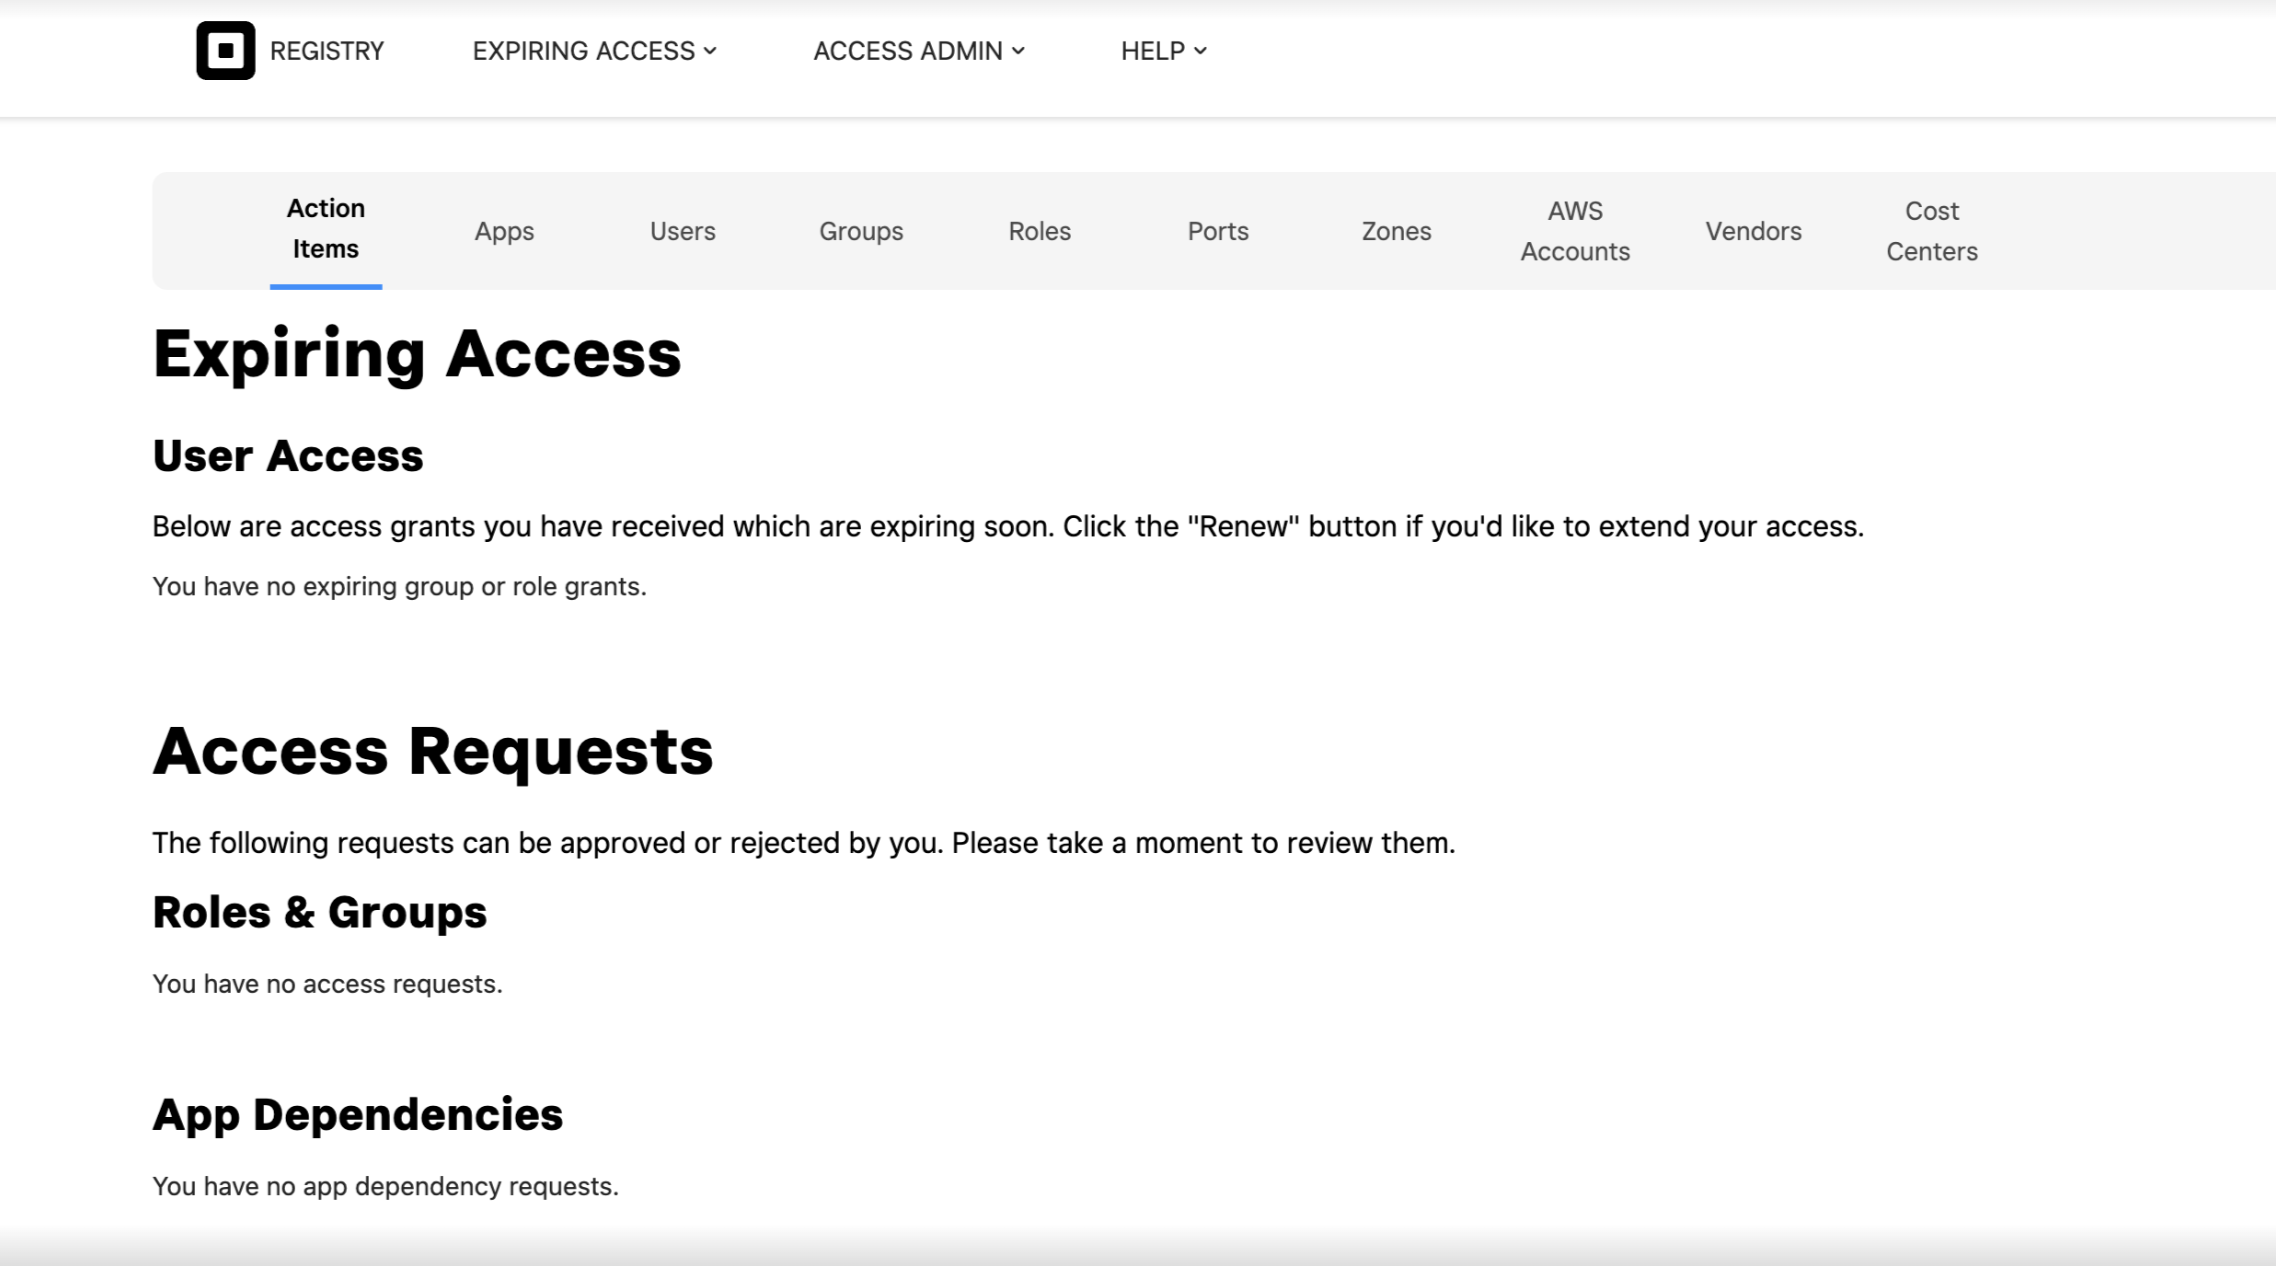 REGISTRY
EXPIRING ACCESS
ACCESS ADMIN
HELP
Action
Items
Apps
Users
Groups
Roles
Ports
Zones
AWS
Accounts
Vendors
Cost
Centers
Expiring Access
User Access
Below are access grants you have received which are expiring soon. Click the "Renew" button if you'd like to extend your access.
You have no expiring group or role grants.
Access Requests
The following requests can be approved or rejected by you. Please take a moment to review them.
Roles & Groups
You have no access requests.
App Dependencies
You have no app dependency requests.